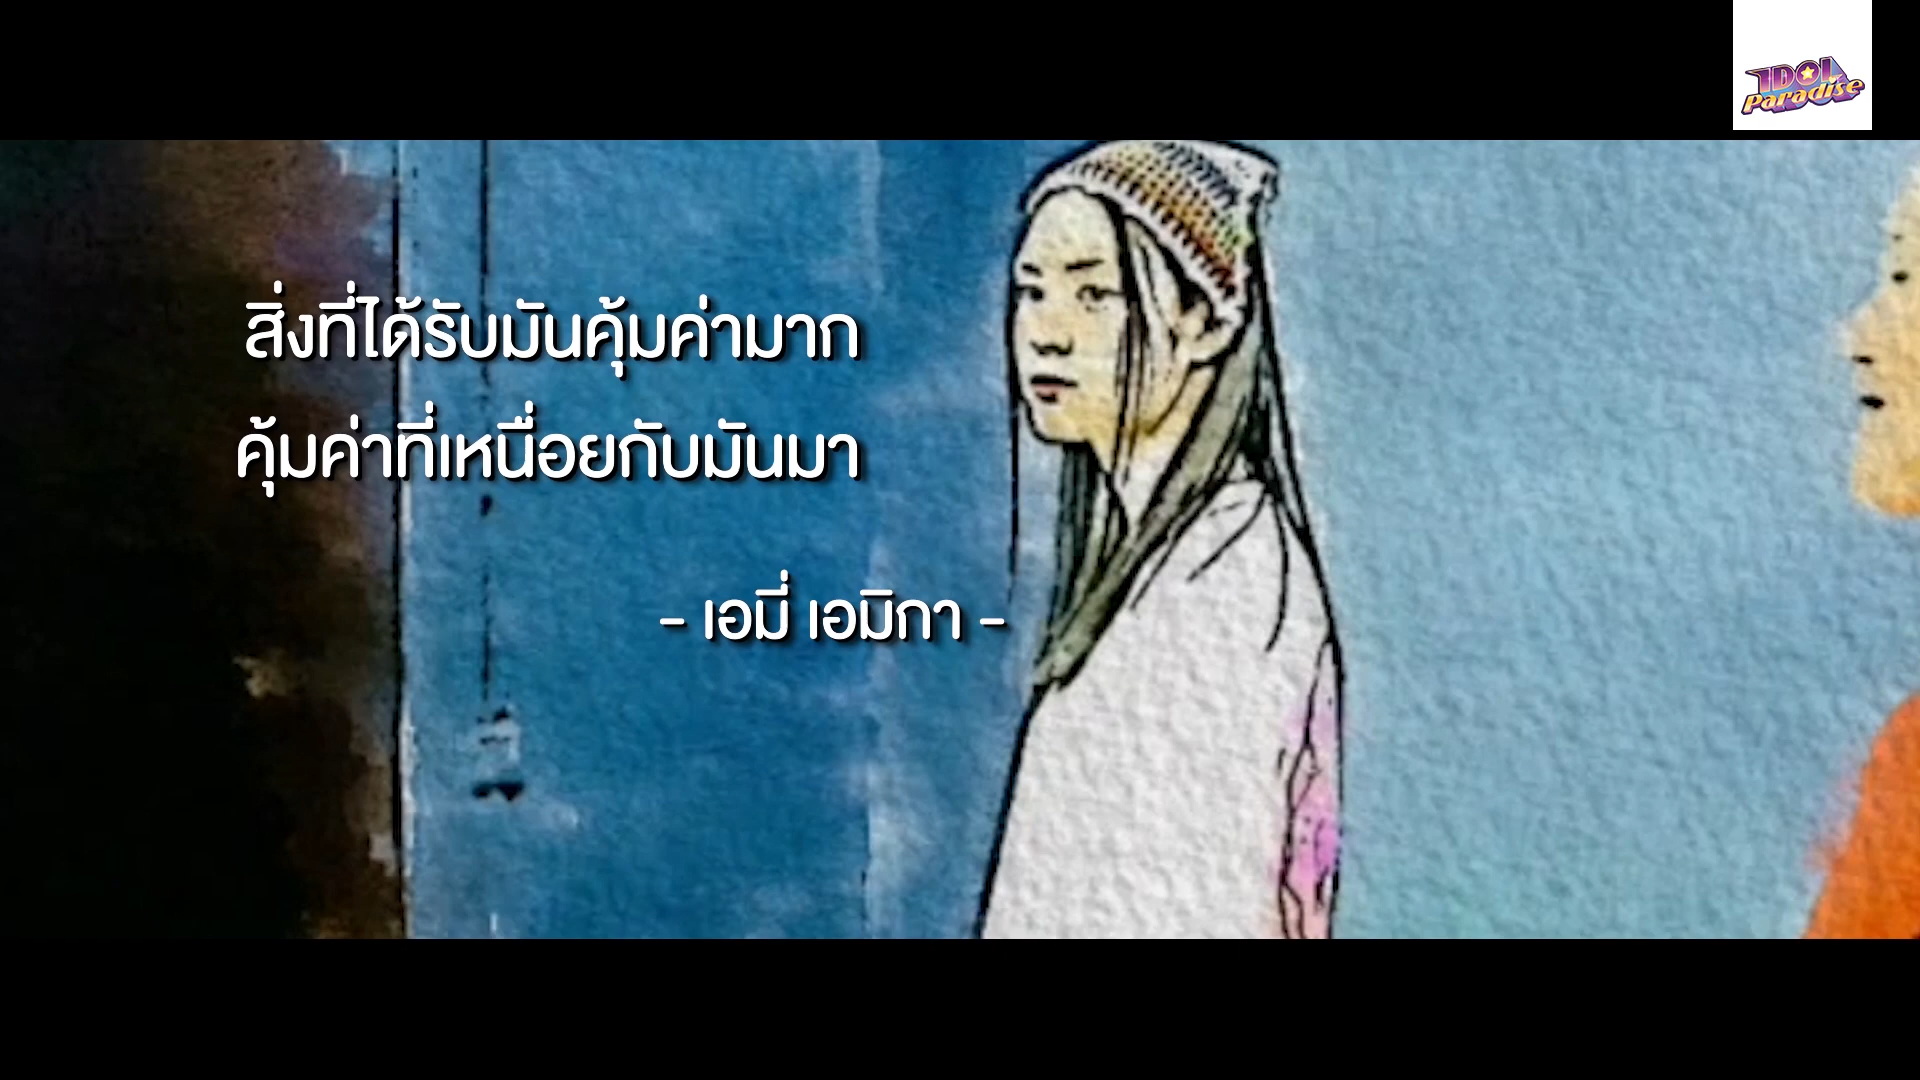 IDOL
Paradise
สิ่งที่ได้รับมันคุ้มค่ามาก
คุ้มค่าที่เหนื่อยกับมันมา
- เอมี่ เอมิกา -